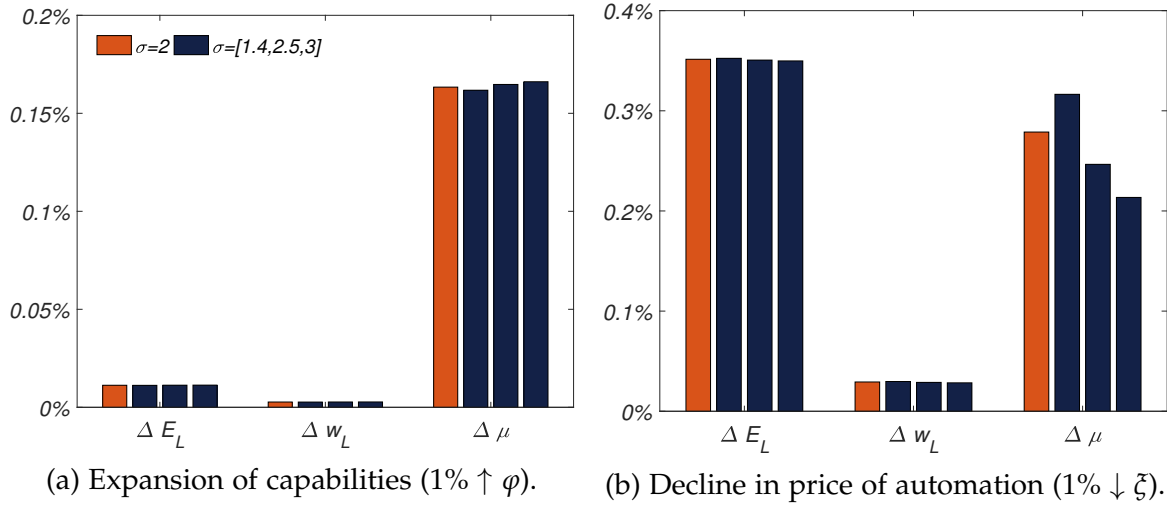 0.2%
σ=2 σ=[1.4,2.5,3]
0.15%
0.1%
0.05%
0%
Δ E_L Δ w_L Δ μ
(a) Expansion of capabilities (1% ↑ φ).
0.4%
0.3%
0.2%
0.1%
0%
Δ E_L Δ w_L Δ μ
(b) Decline in price of automation (1% ↓ ξ).